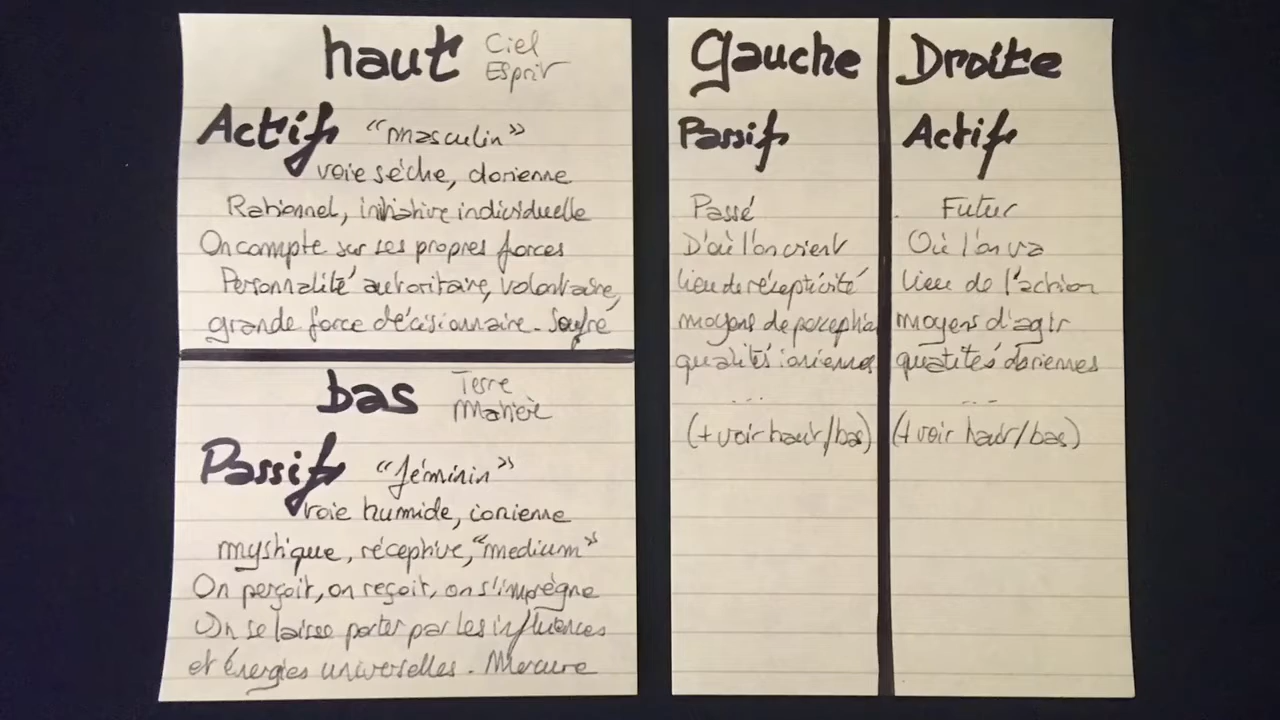 haut Ciel
Esprit
Actif "masculin"
voie sèche, dorienne
Rationnel, initiative individuelle
On compte sur ses propres forces
Personnalité autoritaire, volontaire,
grande force décisionnaire - Soufre
bas Terre
Matière
Passif "féminin"
voie humide, ionienne
mystique, réceptive, "medium"
On perçoit, on reçoit, on s'imprègne
On se laisse porter par les influences
et énergies universelles - Mercure
Gauche
Passif
Passé
D'où l'on vient
lieu de réceptivité
moyens de perception
qualités ioniennes
...
(+ voir haut/bas)
Droite
Actif
Futur
Où l'on va
Lieu de l'action
moyens d'agir
qualités doriennes
...
(+ voir haut/bas)